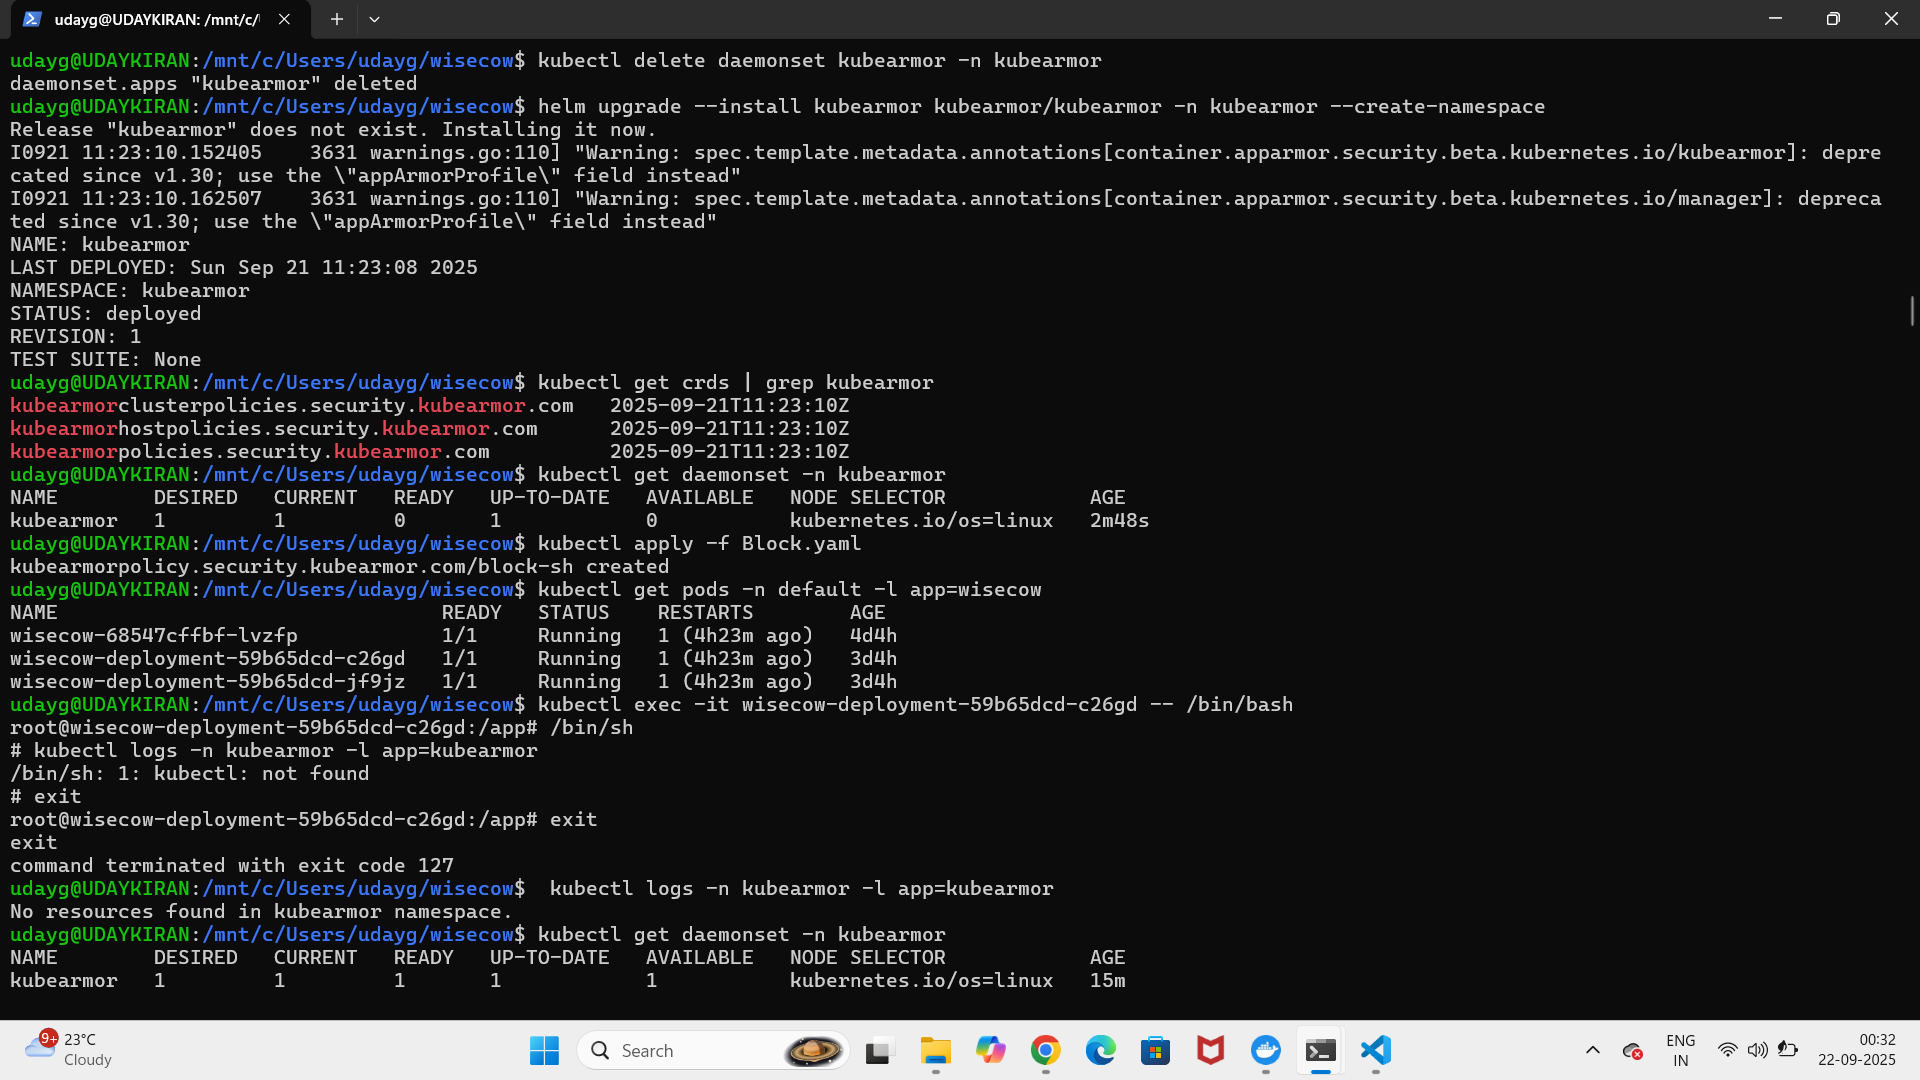 udayg@UDAYKIRAN: /mnt/c/
udayg@UDAYKIRAN:/mnt/c/Users/udayg/wisecow$ kubectl delete daemonset kubearmor -n kubearmor
daemonset.apps "kubearmor" deleted
udayg@UDAYKIRAN:/mnt/c/Users/udayg/wisecow$ helm upgrade --install kubearmor kubearmor/kubearmor -n kubearmor --create-namespace
Release "kubearmor" does not exist. Installing it now.
I0921 11:23:10.152405    3631 warnings.go:110] "Warning: spec.template.metadata.annotations[container.apparmor.security.beta.kubernetes.io/kubearmor]: depre
cated since v1.30; use the \"appArmorProfile\" field instead"
I0921 11:23:10.162507    3631 warnings.go:110] "Warning: spec.template.metadata.annotations[container.apparmor.security.beta.kubernetes.io/manager]: depreca
ted since v1.30; use the \"appArmorProfile\" field instead"
NAME: kubearmor
LAST DEPLOYED: Sun Sep 21 11:23:08 2025
NAMESPACE: kubearmor
STATUS: deployed
REVISION: 1
TEST SUITE: None
udayg@UDAYKIRAN:/mnt/c/Users/udayg/wisecow$ kubectl get crds | grep kubearmor
kubearmorclusterpolicies.security.kubearmor.com   2025-09-21T11:23:10Z
kubearmorhostpolicies.security.kubearmor.com      2025-09-21T11:23:10Z
kubearmorpolicies.security.kubearmor.com          2025-09-21T11:23:10Z
udayg@UDAYKIRAN:/mnt/c/Users/udayg/wisecow$ kubectl get daemonset -n kubearmor
NAME        DESIRED   CURRENT   READY   UP-TO-DATE   AVAILABLE   NODE SELECTOR            AGE
kubearmor   1         1         0       1            0           kubernetes.io/os=linux   2m48s
udayg@UDAYKIRAN:/mnt/c/Users/udayg/wisecow$ kubectl apply -f Block.yaml
kubearmorpolicy.security.kubearmor.com/block-sh created
udayg@UDAYKIRAN:/mnt/c/Users/udayg/wisecow$ kubectl get pods -n default -l app=wisecow
NAME                                READY   STATUS    RESTARTS        AGE
wisecow-68547cffbf-lvzfp            1/1     Running   1 (4h23m ago)   4d4h
wisecow-deployment-59b65dcd-c26gd   1/1     Running   1 (4h23m ago)   3d4h
wisecow-deployment-59b65dcd-jf9jz   1/1     Running   1 (4h23m ago)   3d4h
udayg@UDAYKIRAN:/mnt/c/Users/udayg/wisecow$ kubectl exec -it wisecow-deployment-59b65dcd-c26gd -- /bin/bash
root@wisecow-deployment-59b65dcd-c26gd:/app# /bin/sh
# kubectl logs -n kubearmor -l app=kubearmor
/bin/sh: 1: kubectl: not found
# exit
root@wisecow-deployment-59b65dcd-c26gd:/app# exit
exit
command terminated with exit code 127
udayg@UDAYKIRAN:/mnt/c/Users/udayg/wisecow$  kubectl logs -n kubearmor -l app=kubearmor
No resources found in kubearmor namespace.
udayg@UDAYKIRAN:/mnt/c/Users/udayg/wisecow$ kubectl get daemonset -n kubearmor
NAME        DESIRED   CURRENT   READY   UP-TO-DATE   AVAILABLE   NODE SELECTOR            AGE
kubearmor   1         1         1       1            1           kubernetes.io/os=linux   15m
9+
23°C
Cloudy
Search
ENG
IN
00:32
22-09-2025